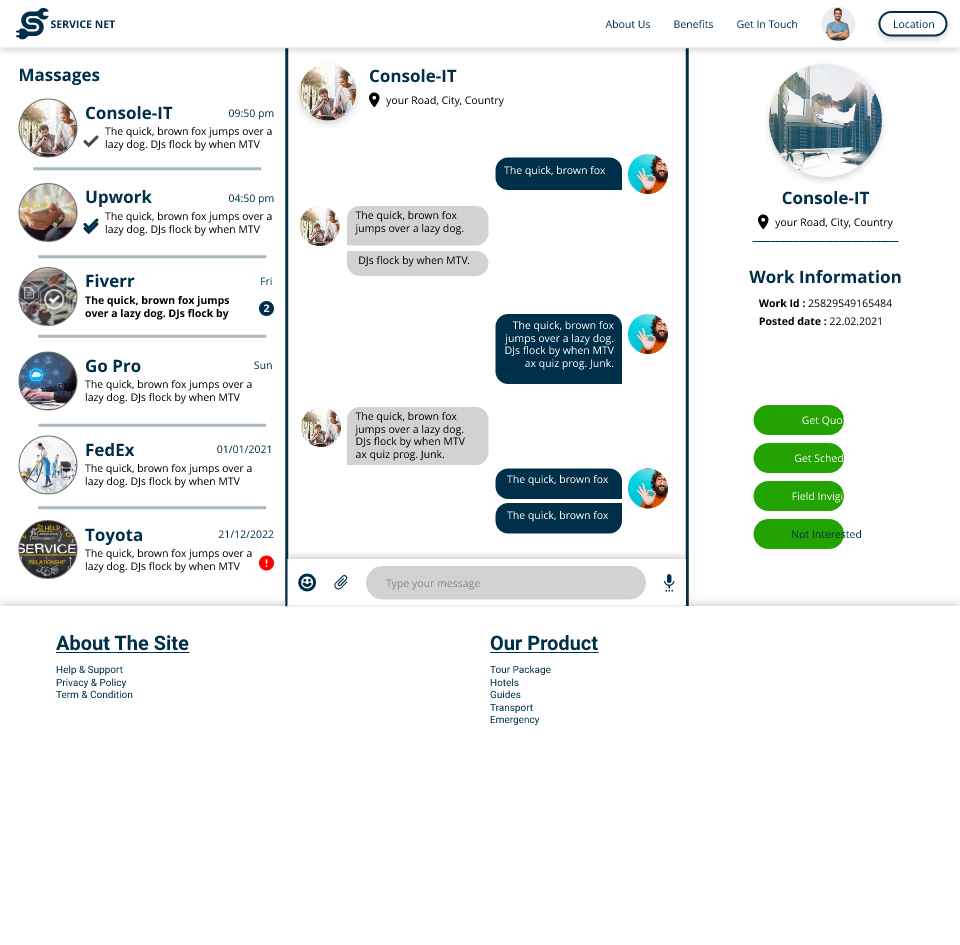 SERVICE NET
About Us
Benefits
Get In Touch
Location
Massages
Console-IT
09:50 pm
The quick, brown fox jumps over a
lazy dog. DJs flock by when MTV
Upwork
04:50 pm
The quick, brown fox jumps over a
lazy dog. DJs flock by when MTV
Fiverr
Fri
The quick, brown fox jumps
over a lazy dog. DJs flock by
2
Go Pro
Sun
The quick, brown fox jumps over a
lazy dog. DJs flock by when MTV
FedEx
01/01/2021
The quick, brown fox jumps over a
lazy dog. DJs flock by when MTV
HELP
SERVICE
RELATIONSHIP
Toyota
21/12/2022
The quick, brown fox jumps over a
lazy dog. DJs flock by when MTV
!
Console-IT
your Road, City, Country
The quick, brown fox
The quick, brown fox
jumps over a lazy dog.
DJs flock by when MTV.
The quick, brown fox
jumps over a lazy dog.
DJs flock by when MTV
ax quiz prog. Junk.
The quick, brown fox
jumps over a lazy dog.
DJs flock by when MTV
ax quiz prog. Junk.
The quick, brown fox
The quick, brown fox
Type your message
Console-IT
your Road, City, Country
Work Information
Work Id : 25829549165484
Posted date : 22.02.2021
Get Quo
Get Sched
Field Invigi
Not Interested
About The Site
Help & Support
Privacy & Policy
Term & Condition
Our Product
Tour Package
Hotels
Guides
Transport
Emergency